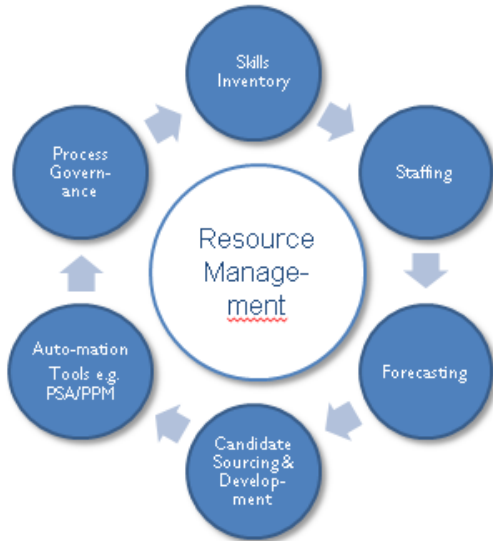 Skills
Inventory
Staffing
Forecasting
Candidate
Sourcing &
Develop-
ment
Auto-mation
Tools e.g.
PSA/PPM
Process
Govern-
ance
Resource
Manage-
ment